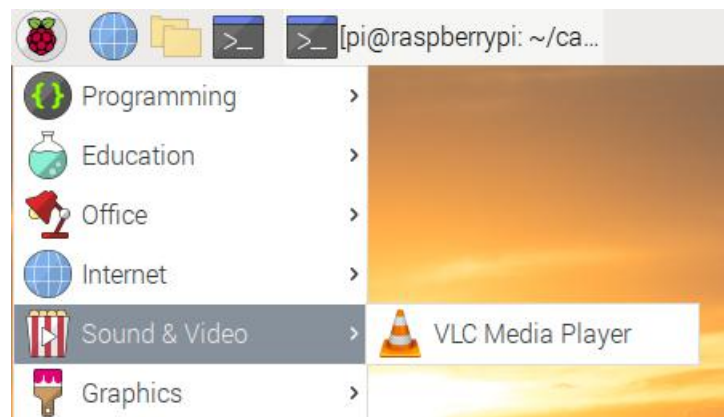 [pi@raspberrypi: ~/ca...
Programming
Education
Office
Internet
Sound & Video
VLC Media Player
Graphics